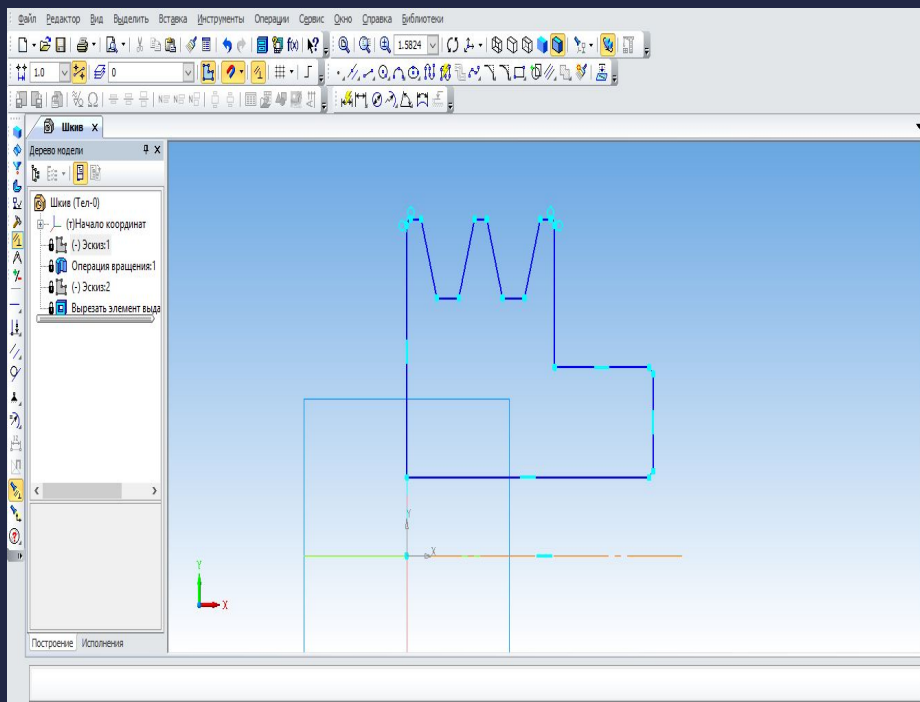 Файл Редактор Вид Выделить Вставка Инструменты Операции Сервис Окно Справка Библиотеки
1.5824
1.0 0
Шкив X
Дерево модели
Шкив (Тел-0)
(т)Начало координат
(-) Эскиз:1
Операция вращения:1
(-) Эскиз:2
Вырезать элемент выда
Y
X
Y
X
Построение Исполнения